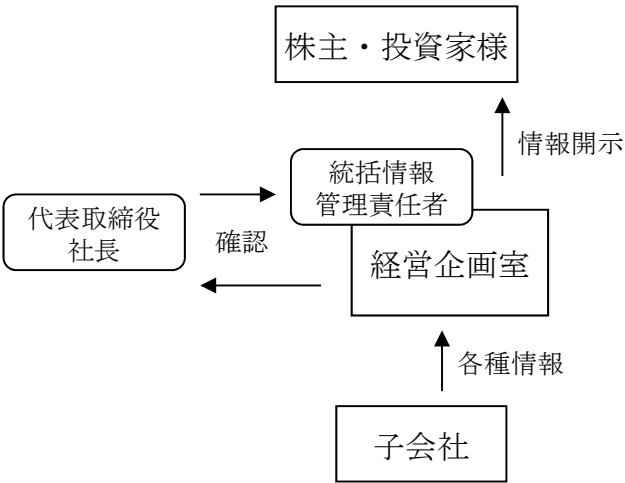 株主・投資家様
情報開示
統括情報
管理責任者
代表取締役
社長
確認
経営企画室
各種情報
子会社